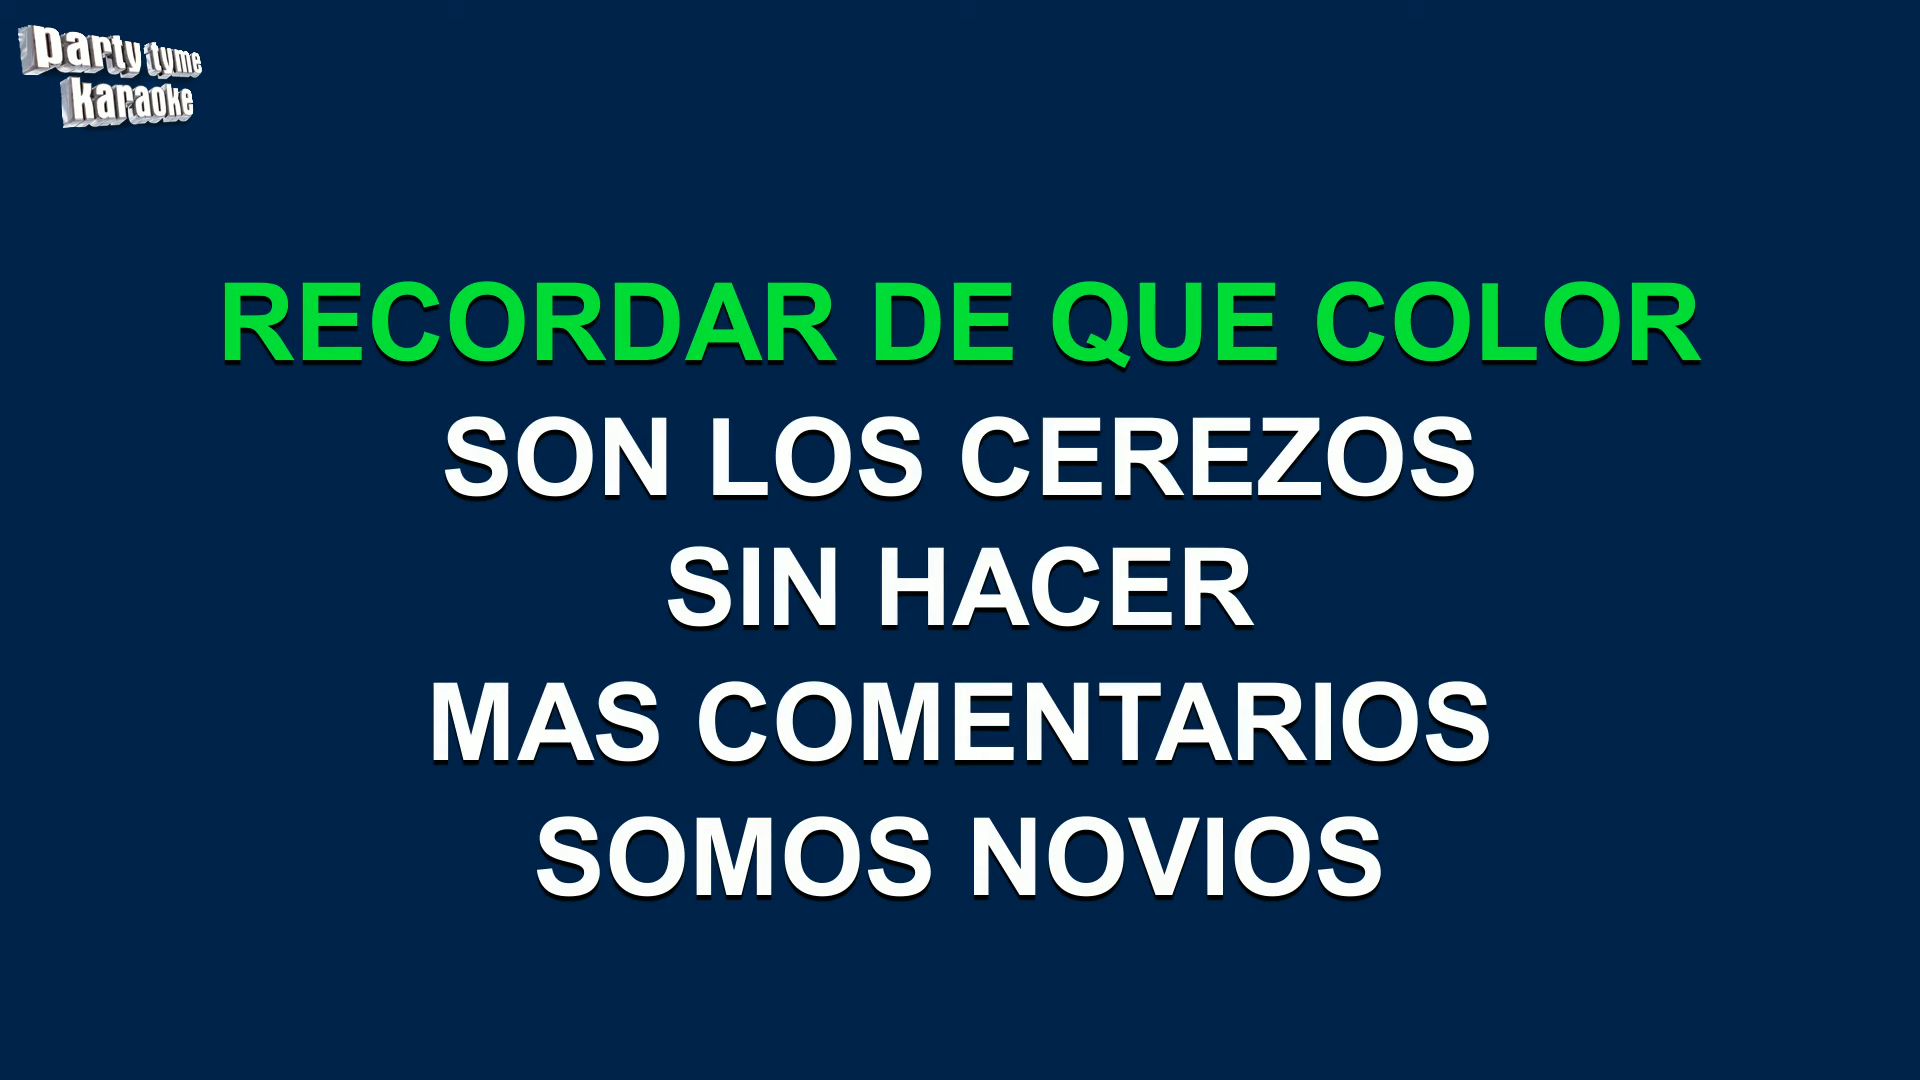 party tyme
karaoke
RECORDAR DE QUE COLOR
SON LOS CEREZOS
SIN HACER
MAS COMENTARIOS
SOMOS NOVIOS